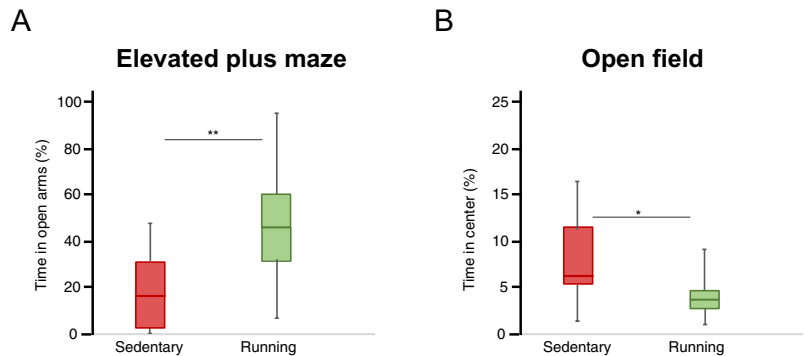 A
Elevated plus maze
Time in open arms (%)
100
80
60
40
20
0
**
Sedentary
Running
B
Open field
Time in center (%)
25
20
15
10
5
0
*
Sedentary
Running